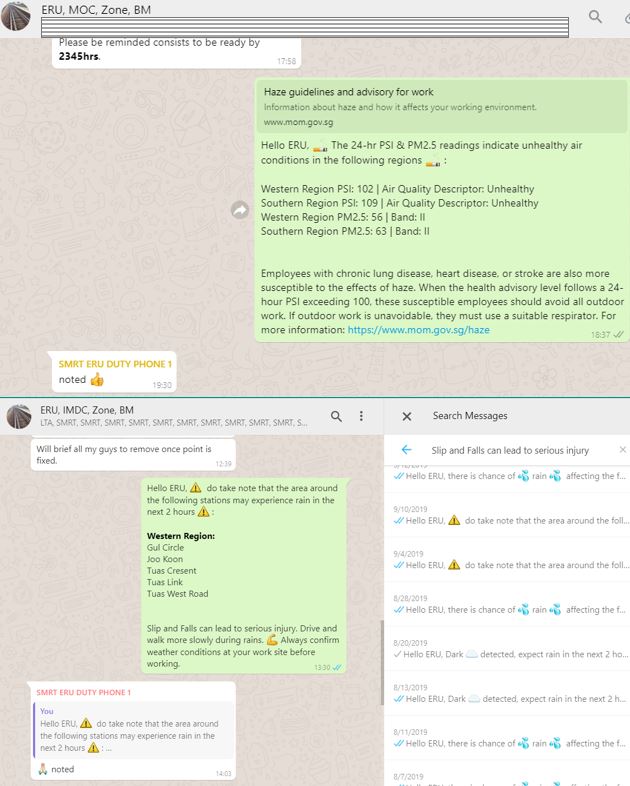 ERU, MOC, Zone, BM
Please be reminded consists to be ready by
2345hrs.
17:58
Haze guidelines and advisory for work
Information about haze and how it affects your working environment.
www.mom.gov.sg
Hello ERU, The 24-hr PSI & PM2.5 readings indicate unhealthy air
conditions in the following regions :
Western Region PSI: 102 | Air Quality Descriptor: Unhealthy
Southern Region PSI: 109 | Air Quality Descriptor: Unhealthy
Western Region PM2.5: 56 | Band: II
Southern Region PM2.5: 63 | Band: II
Employees with chronic lung disease, heart disease, or stroke are also more
susceptible to the effects of haze. When the health advisory level follows a 24-
hour PSI exceeding 100, these susceptible employees should avoid all outdoor
work. If outdoor work is unavoidable, they must use a suitable respirator. For
more information: https://www.mom.gov.sg/haze
18:37
SMRT ERU DUTY PHONE 1
noted 👍
19:30
ERU, IMDC, Zone, BM
LTA, SMRT, SMRT, SMRT, SMRT, SMRT, SMRT, SMRT, SMRT, SMRT, S...
Will brief all my guys to remove once point is
fixed.
12:39
Hello ERU, ⚠️ do take note that the area around
the following stations may experience rain in the
next 2 hours ⚠️ :
Western Region:
Gul Circle
Joo Koon
Tuas Cresent
Tuas Link
Tuas West Road
Slip and Falls can lead to serious injury. Drive and
walk more slowly during rains. 💪 Always confirm
weather conditions at your work site before
working.
13:30
SMRT ERU DUTY PHONE 1
You
Hello ERU, ⚠️ do take note that the area around
the following stations may experience rain in the
next 2 hours ⚠️ : ...
🙏 noted
14:03
Search Messages
Slip and Falls can lead to serious injury
Hello ERU, there is chance of 💦 rain 💦 affecting the f...
9/10/2019
Hello ERU, ⚠️ do take note that the area around the foll...
9/4/2019
Hello ERU, ⚠️ do take note that the area around the foll...
8/28/2019
Hello ERU, there is chance of 💦 rain 💦 affecting the f...
8/20/2019
Hello ERU, Dark ☁️ detected, expect rain in the next 2 ho...
8/13/2019
Hello ERU, Dark ☁️ detected, expect rain in the next 2 h...
8/11/2019
Hello ERU, there is chance of 💦 rain 💦 affecting the f...
8/7/2019
Hello ERU, there is chance of 💦 rain 💦 affecting the f...